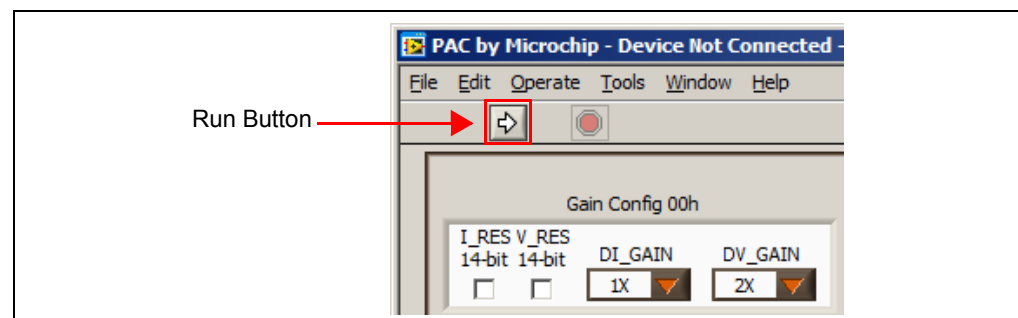 PAC by Microchip - Device Not Connected -
File Edit Operate Tools Window Help
Run Button
Gain Config 00h
I_RES V_RES
14-bit 14-bit DI_GAIN DV_GAIN
1X 2X